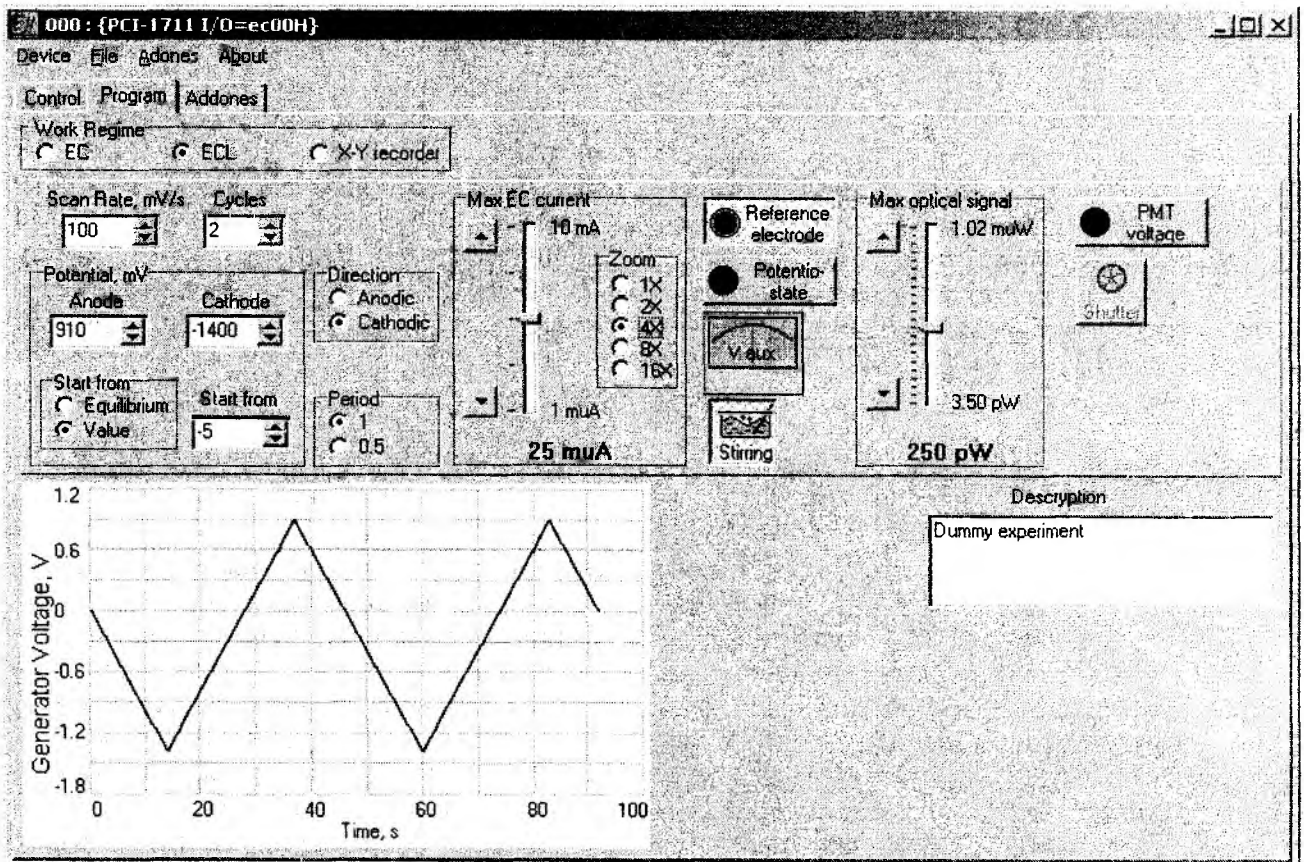 000 : {PCI-1711 I/O=ec00H}
Device File Adones About
Control Program Addones
Work Regime
EC ECL X-Y recorder
Scan Rate, mV/s Cycles
100 2
Potential, mV
Anode Cathode
910 -1400
Start from
Equilibrium
Value
Start from
-5
Direction
Anodic
Cathodic
Period
1
0.5
Max EC current
10 mA
1 muA
25 muA
Zoom
1X
2X
4X
8X
16X
Reference
electrode
Potentio-
state
V aux
Stirring
Max optical signal
1.02 muW
3.50 pW
250 pW
PMT
voltage
Shutter
Generator Voltage, V
1.2
0.6
0
-0.6
-1.2
-1.8
0 20 40 60 80 100
Time, s
Descryption
Dummy experiment